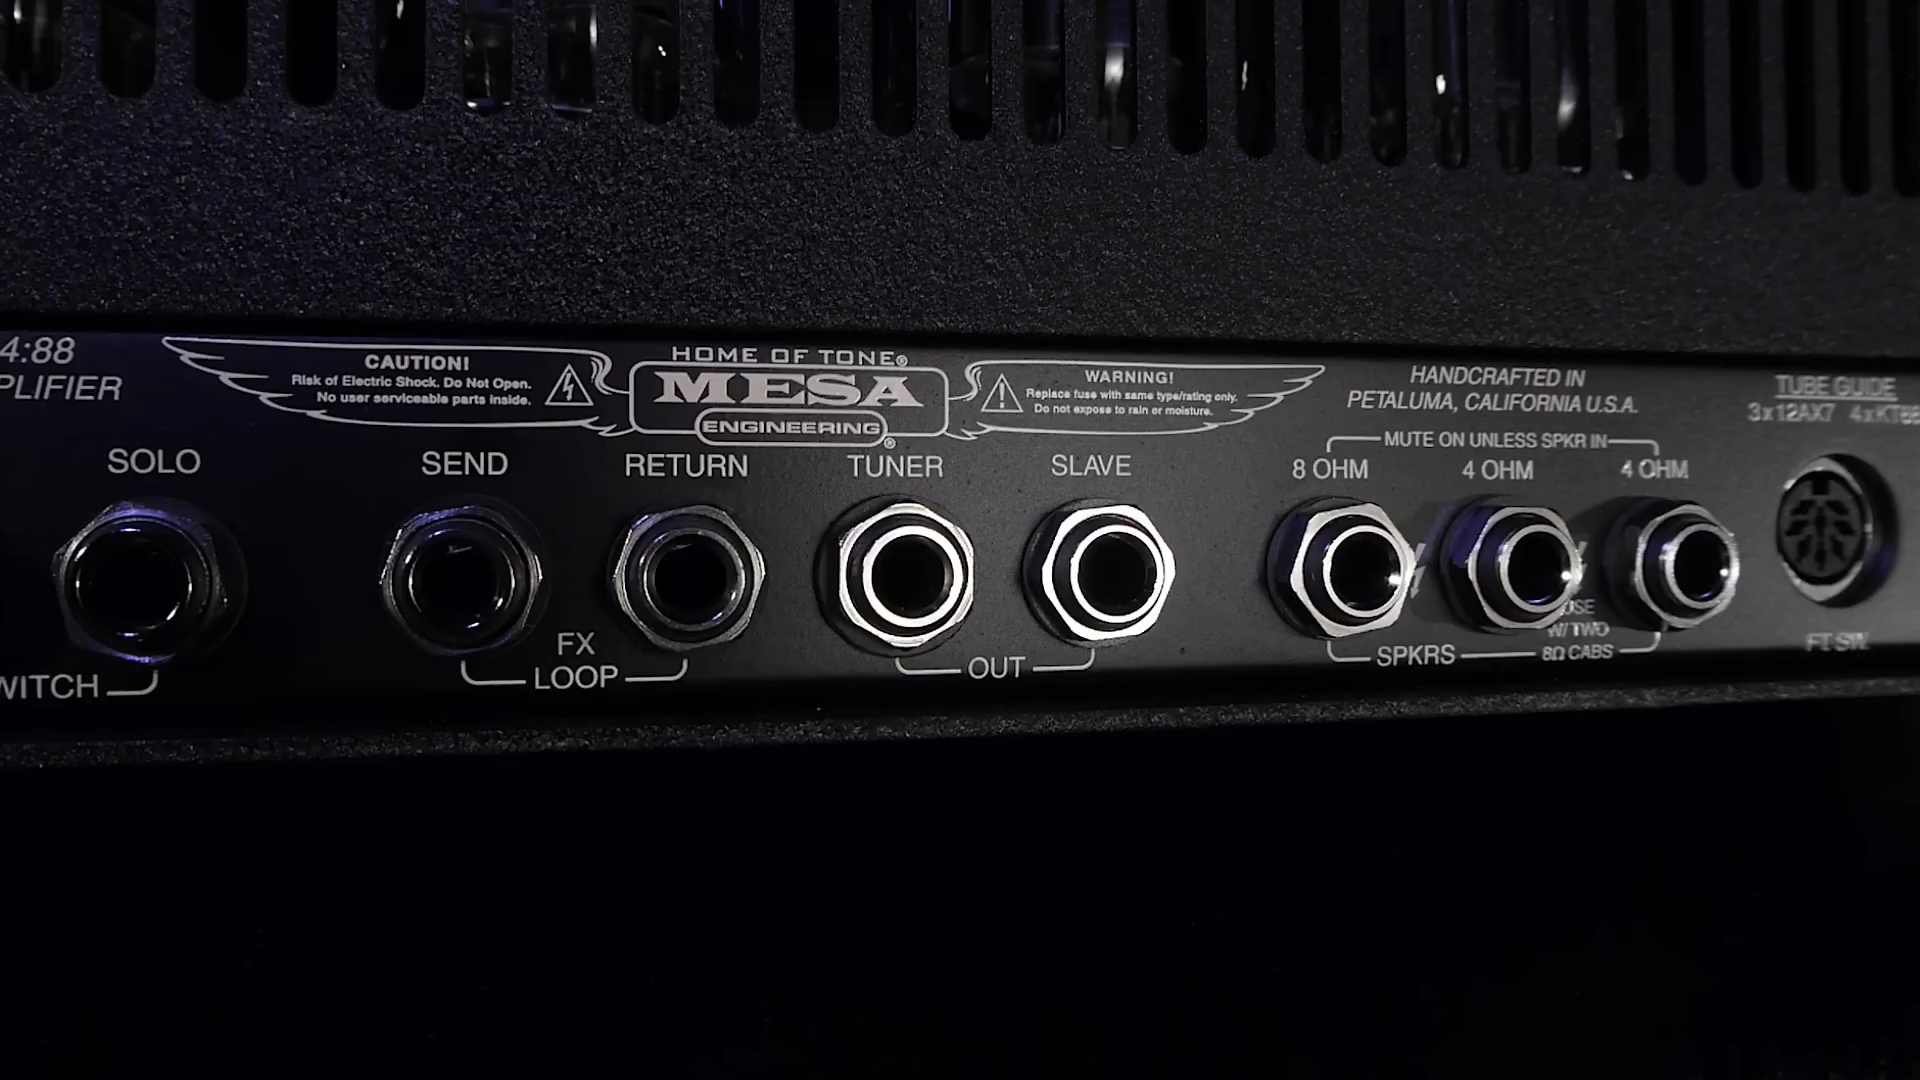 4:88
PLIFIER
CAUTION!
Risk of Electric Shock. Do Not Open.
No user serviceable parts inside.
HOME OF TONE®
MESA
ENGINEERING®
WARNING!
Replace fuse with same type/rating only.
Do not expose to rain or moisture.
HANDCRAFTED IN
PETALUMA, CALIFORNIA U.S.A.
TUBE GUIDE
3x12AX7 4xKT88
MUTE ON UNLESS SPKR IN
SOLO
SEND
RETURN
TUNER
SLAVE
8 OHM
4 OHM
4 OHM
WITCH
FX
LOOP
OUT
SPKRS
W/ TWO
8Ω CABS
FT SW